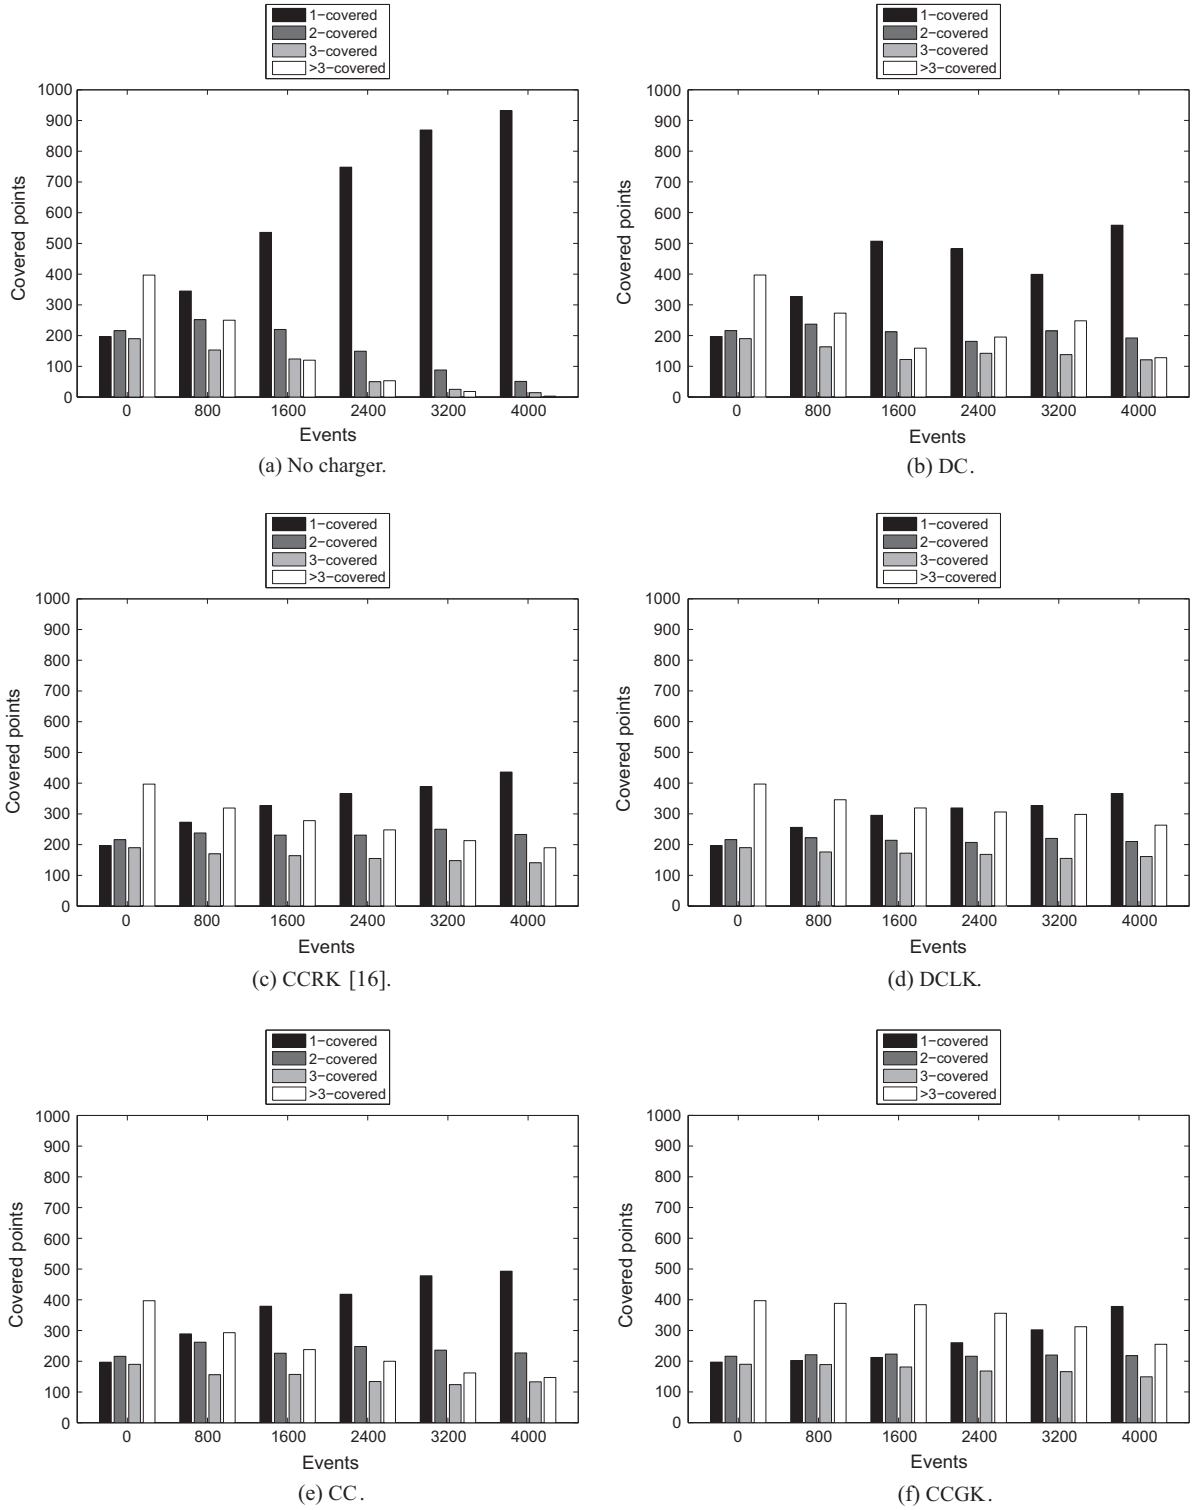 1−covered
2−covered
3−covered
>3−covered
1000
900
800
700
600
500
400
300
200
100
0
Covered points
0 800 1600 2400 3200 4000
Events
(a) No charger.
1−covered
2−covered
3−covered
>3−covered
1000
900
800
700
600
500
400
300
200
100
0
Covered points
0 800 1600 2400 3200 4000
Events
(b) DC.
1−covered
2−covered
3−covered
>3−covered
1000
900
800
700
600
500
400
300
200
100
0
Covered points
0 800 1600 2400 3200 4000
Events
(c) CCRK [16].
1−covered
2−covered
3−covered
>3−covered
1000
900
800
700
600
500
400
300
200
100
0
Covered points
0 800 1600 2400 3200 4000
Events
(d) DCLK.
1−covered
2−covered
3−covered
>3−covered
1000
900
800
700
600
500
400
300
200
100
0
Covered points
0 800 1600 2400 3200 4000
Events
(e) CC.
1−covered
2−covered
3−covered
>3−covered
1000
900
800
700
600
500
400
300
200
100
0
Covered points
0 800 1600 2400 3200 4000
Events
(f) CCGK.